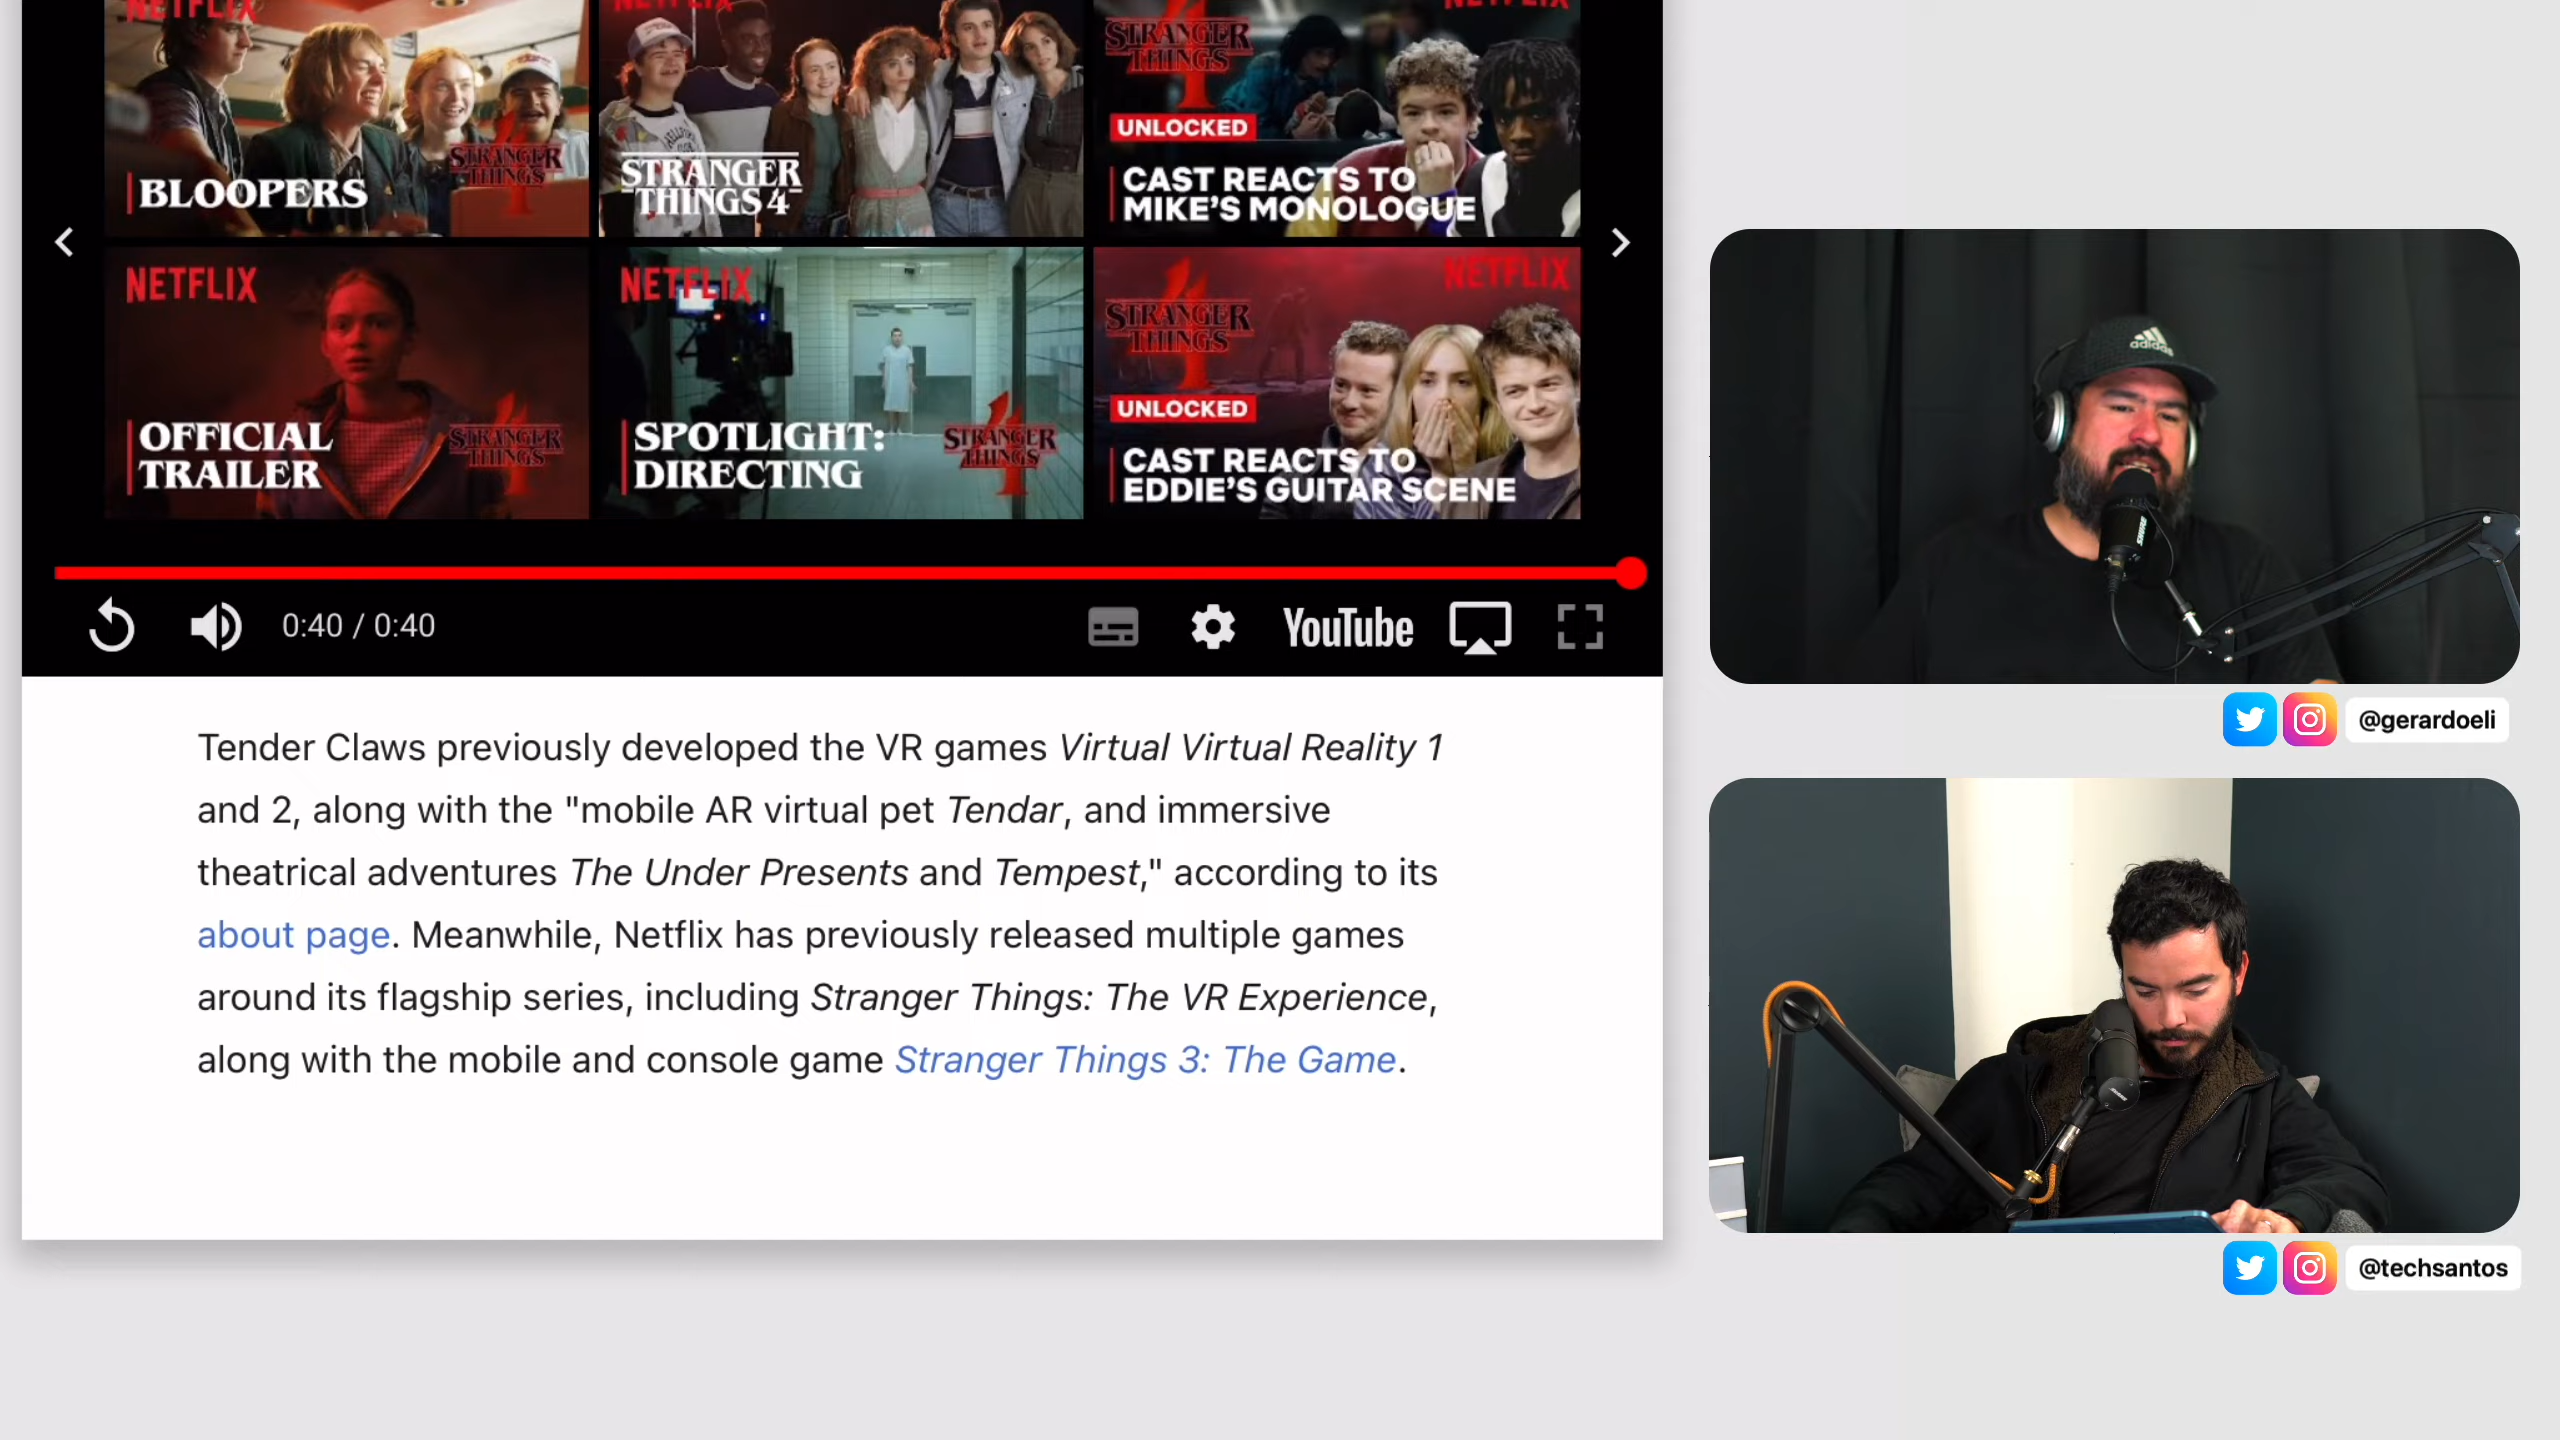 NETFLIX
NETFLIX
NETFLIX
STRANGER
THINGS
BLOOPERS
STRANGER
THINGS 4
STRANGER
THINGS
UNLOCKED
CAST REACTS TO
MIKE'S MONOLOGUE
NETFLIX
OFFICIAL
TRAILER
STRANGER
THINGS
NETFLIX
SPOTLIGHT:
DIRECTING
STRANGER
THINGS
NETFLIX
STRANGER
THINGS
UNLOCKED
CAST REACTS TO
EDDIE'S GUITAR SCENE
0:40 / 0:40
YouTube
Tender Claws previously developed the VR games Virtual Virtual Reality 1
and 2, along with the "mobile AR virtual pet Tendar, and immersive
theatrical adventures The Under Presents and Tempest," according to its
about page. Meanwhile, Netflix has previously released multiple games
around its flagship series, including Stranger Things: The VR Experience,
along with the mobile and console game Stranger Things 3: The Game.
adidas
SHURE
@gerardoeli
@techsantos